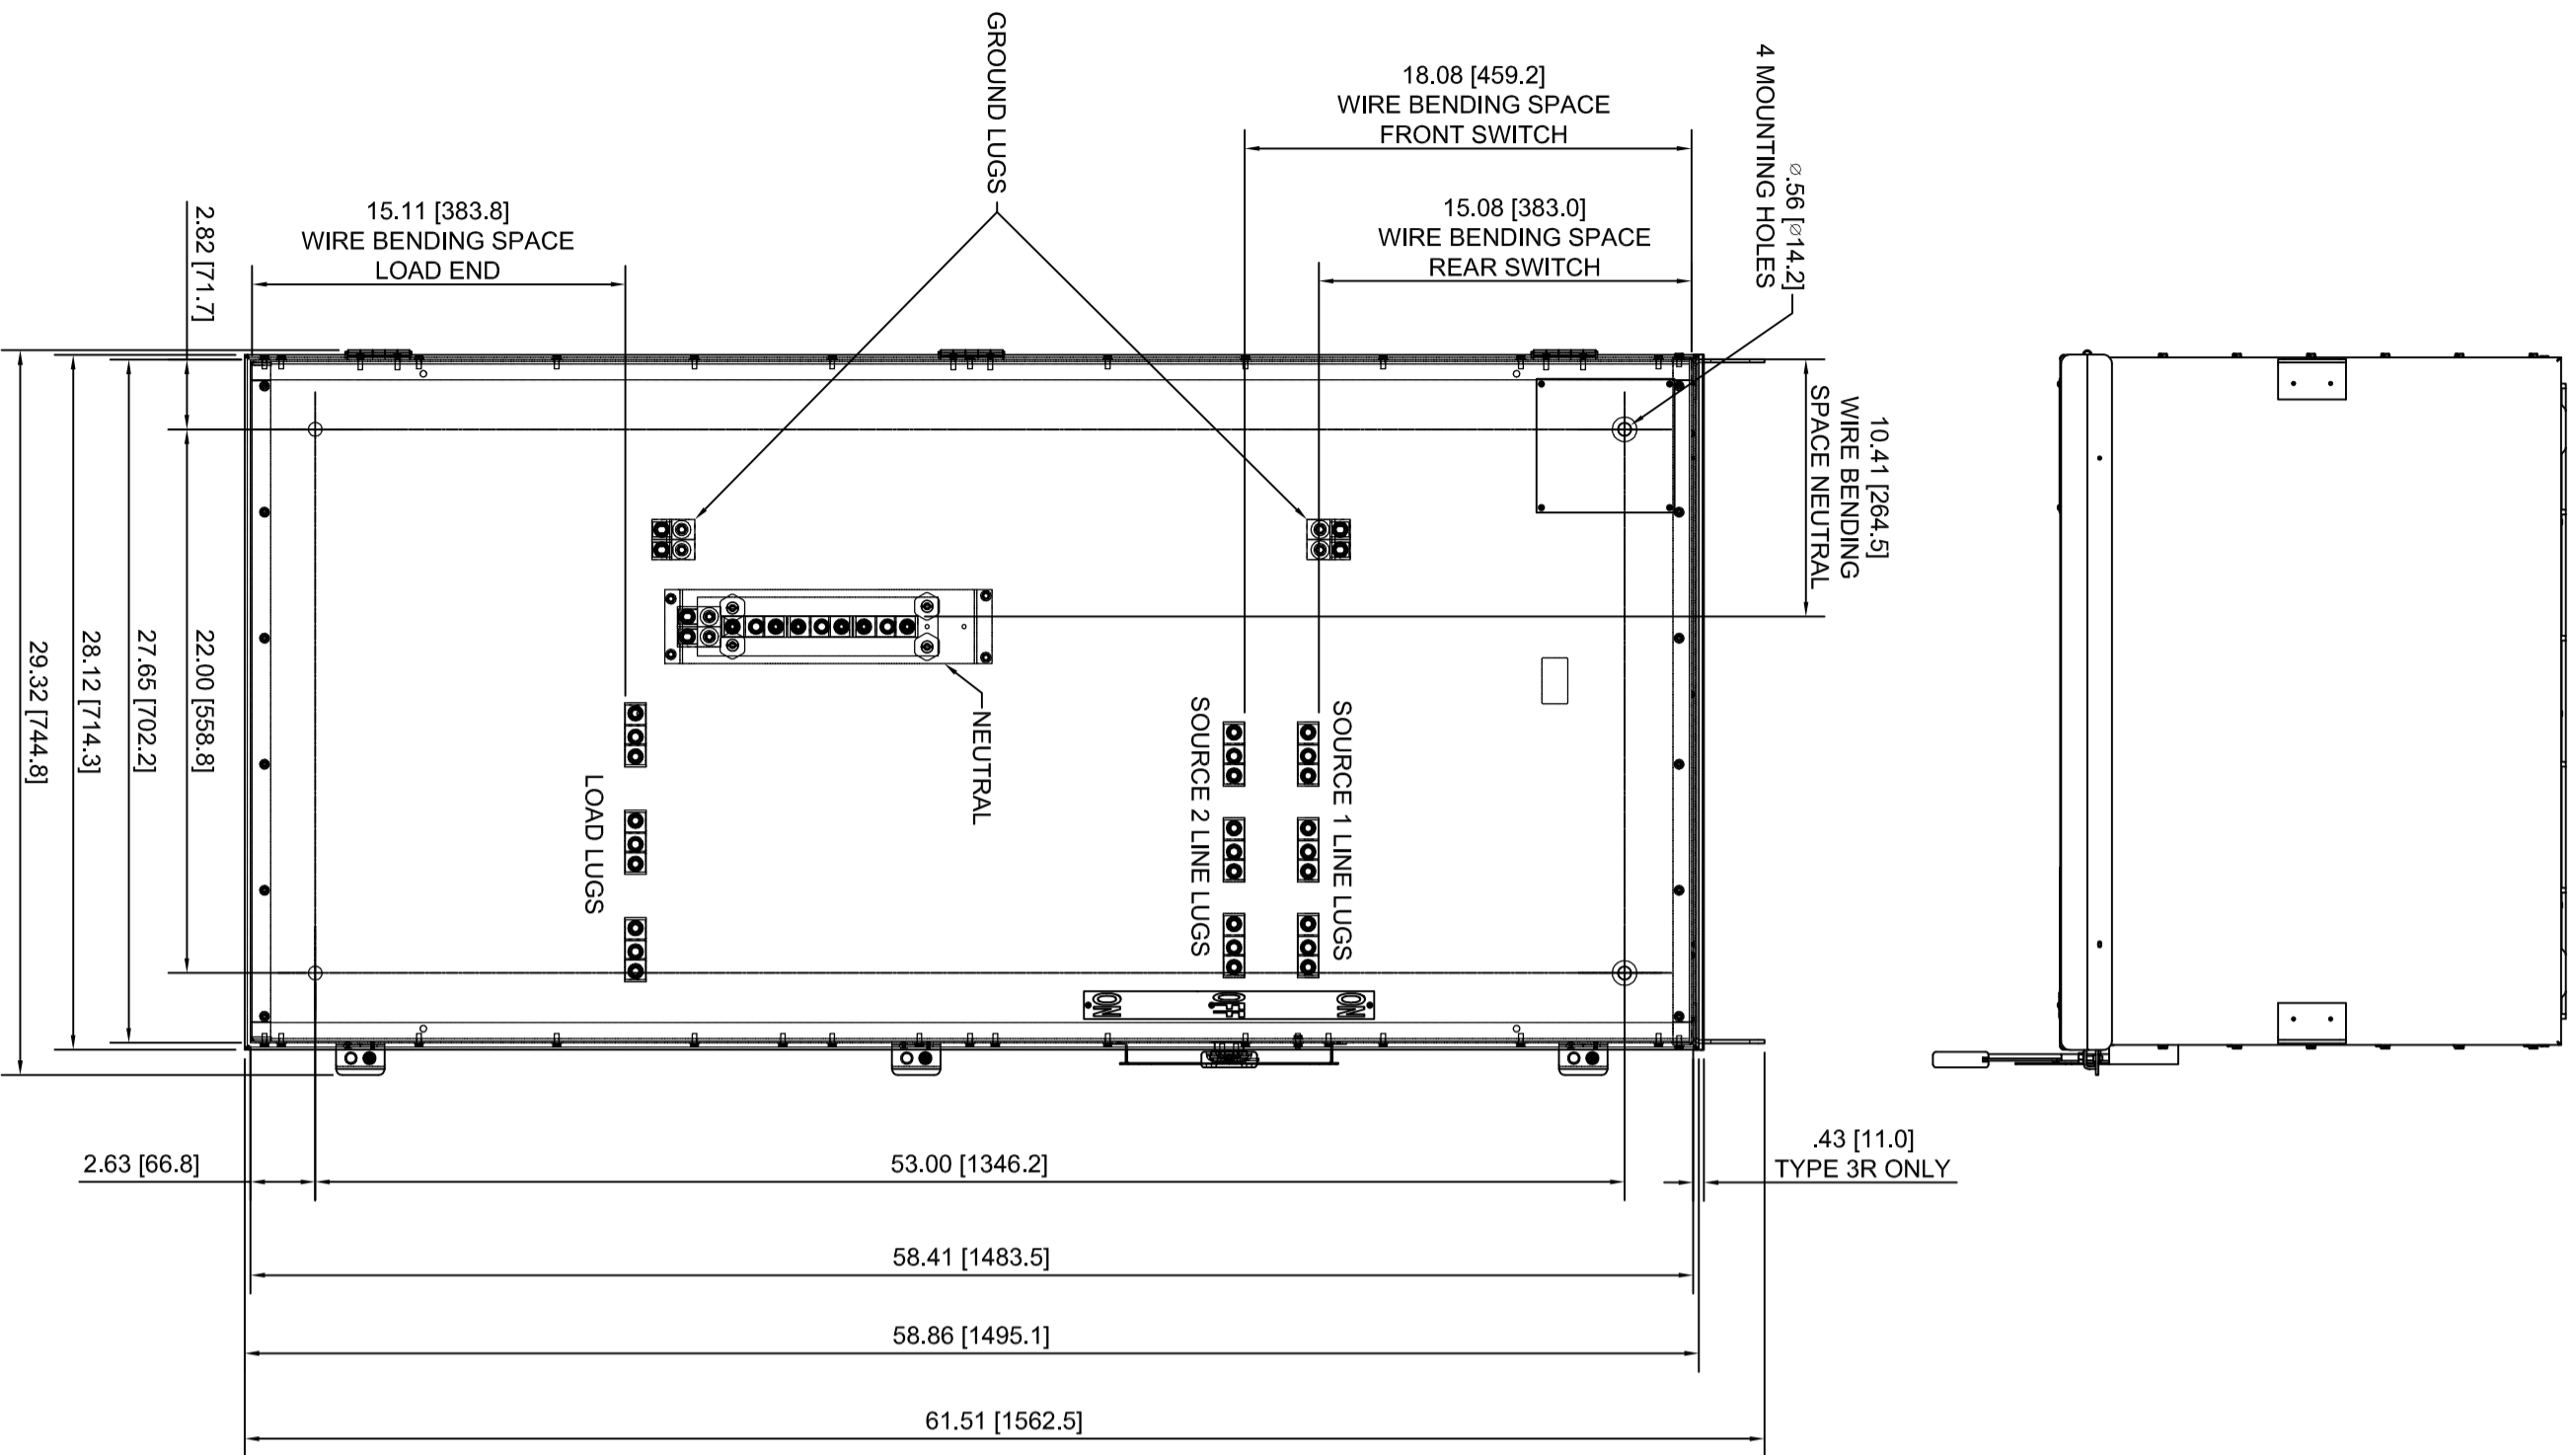 18.08 [459.2]
WIRE BENDING SPACE
FRONT SWITCH
15.08 [383.0]
WIRE BENDING SPACE
REAR SWITCH
15.11 [383.8]
WIRE BENDING SPACE
LOAD END
GROUND LUGS
∅.56 [∅14.2]
4 MOUNTING HOLES
10.41 [264.5]
WIRE BENDING
SPACE NEUTRAL
2.82 [71.7]
22.00 [558.8]
27.65 [702.2]
28.12 [714.3]
29.32 [744.8]
NEUTRAL
SOURCE 1 LINE LUGS
SOURCE 2 LINE LUGS
LOAD LUGS
ON
OFF
ON
.43 [11.0]
TYPE 3R ONLY
2.63 [66.8]
53.00 [1346.2]
58.41 [1483.5]
58.86 [1495.1]
61.51 [1562.5]